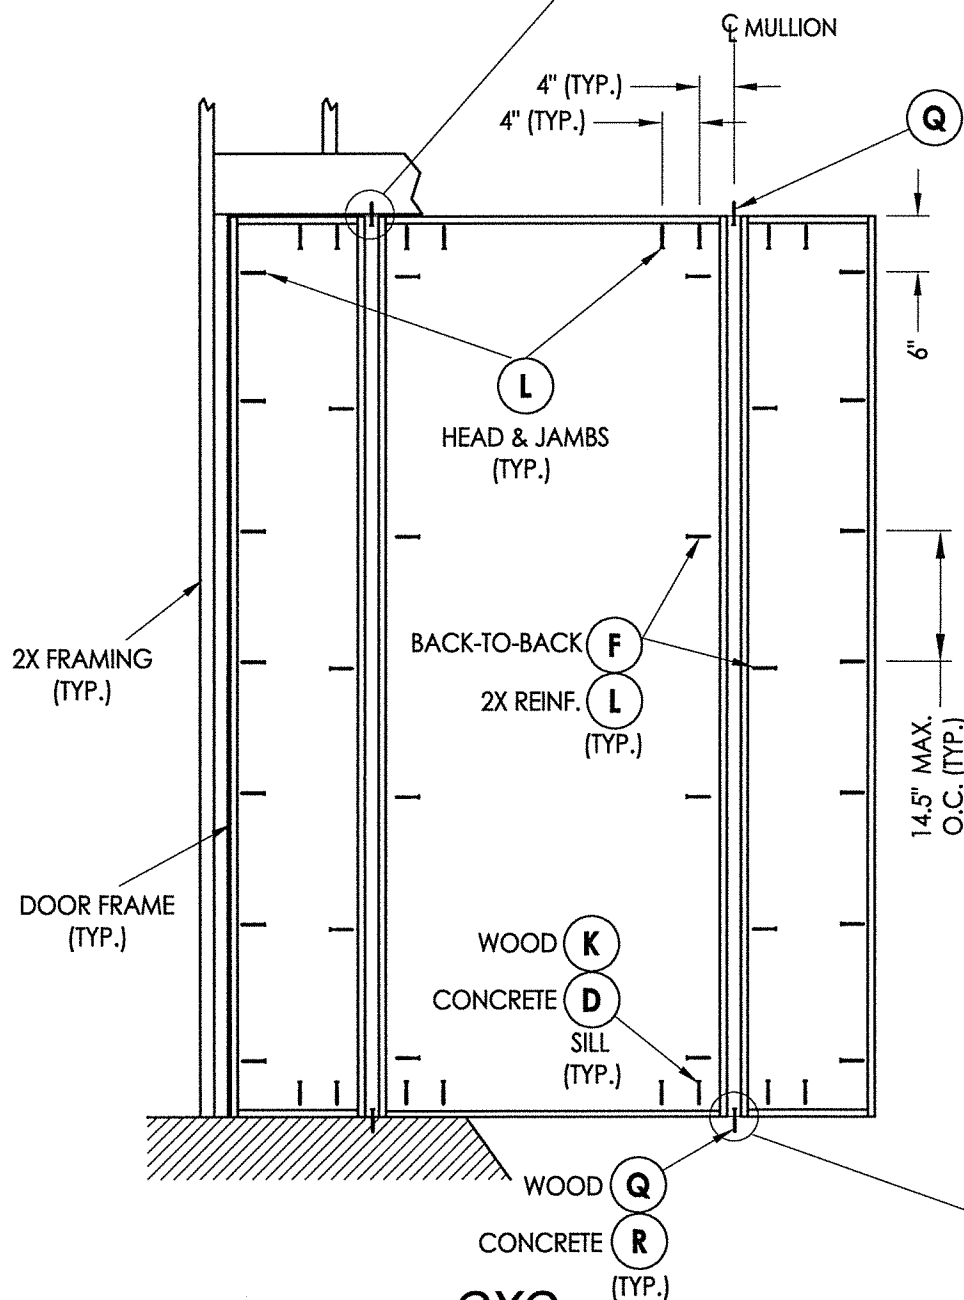 ℄ MULLION
4" (TYP.)
4" (TYP.)
Q
6"
L
HEAD & JAMBS
(TYP.)
BACK-TO-BACK F
2X REINF. L
(TYP.)
2X FRAMING
(TYP.)
14.5" MAX.
O.C. (TYP.)
DOOR FRAME
(TYP.)
WOOD K
CONCRETE D
SILL
(TYP.)
WOOD Q
CONCRETE R
(TYP.)